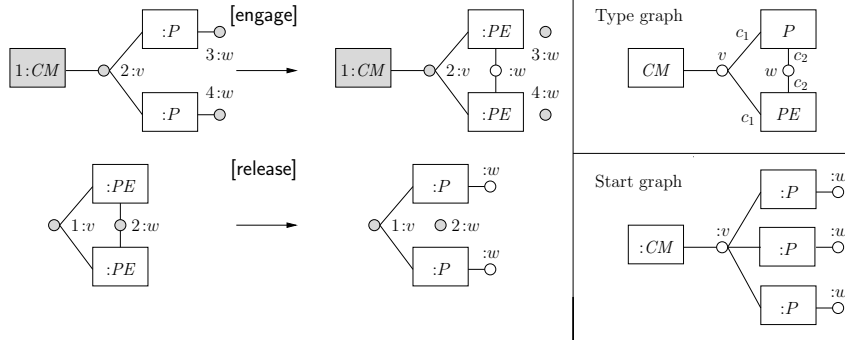 [engage]
:P
3:w
1:CM
2:v
4:w
:P
:PE
3:w
1:CM
2:v
:w
4:w
:PE
[release]
:PE
1:v
2:w
:PE
:P
:w
1:v
2:w
:P
:w
Type graph
P
c1
c2
CM
v
w
c2
c1
PE
Start graph
:P
:w
:CM
:v
:P
:w
:P
:w